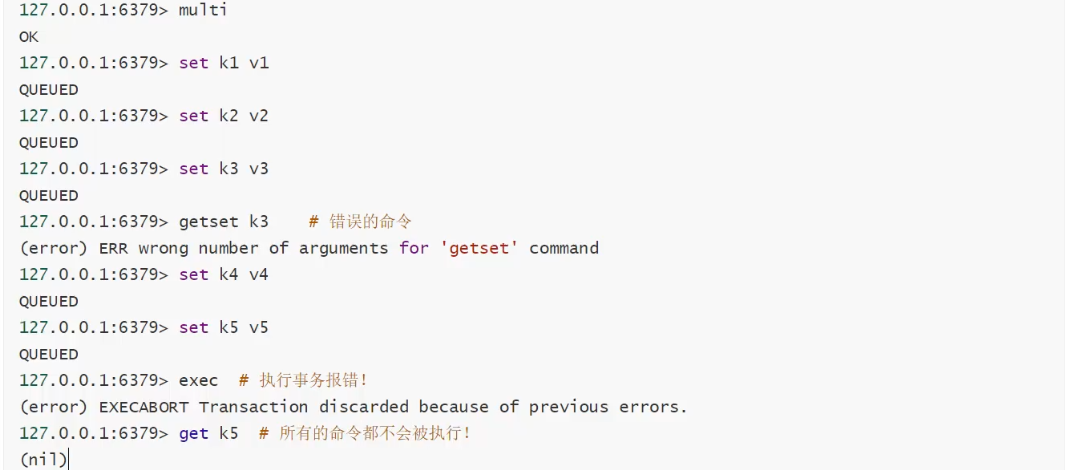 127.0.0.1:6379> multi
OK
127.0.0.1:6379> set k1 v1
QUEUED
127.0.0.1:6379> set k2 v2
QUEUED
127.0.0.1:6379> set k3 v3
QUEUED
127.0.0.1:6379> getset k3    # 错误的命令
(error) ERR wrong number of arguments for 'getset' command
127.0.0.1:6379> set k4 v4
QUEUED
127.0.0.1:6379> set k5 v5
QUEUED
127.0.0.1:6379> exec  # 执行事务报错!
(error) EXECABORT Transaction discarded because of previous errors.
127.0.0.1:6379> get k5  # 所有的命令都不会被执行!
(nil)